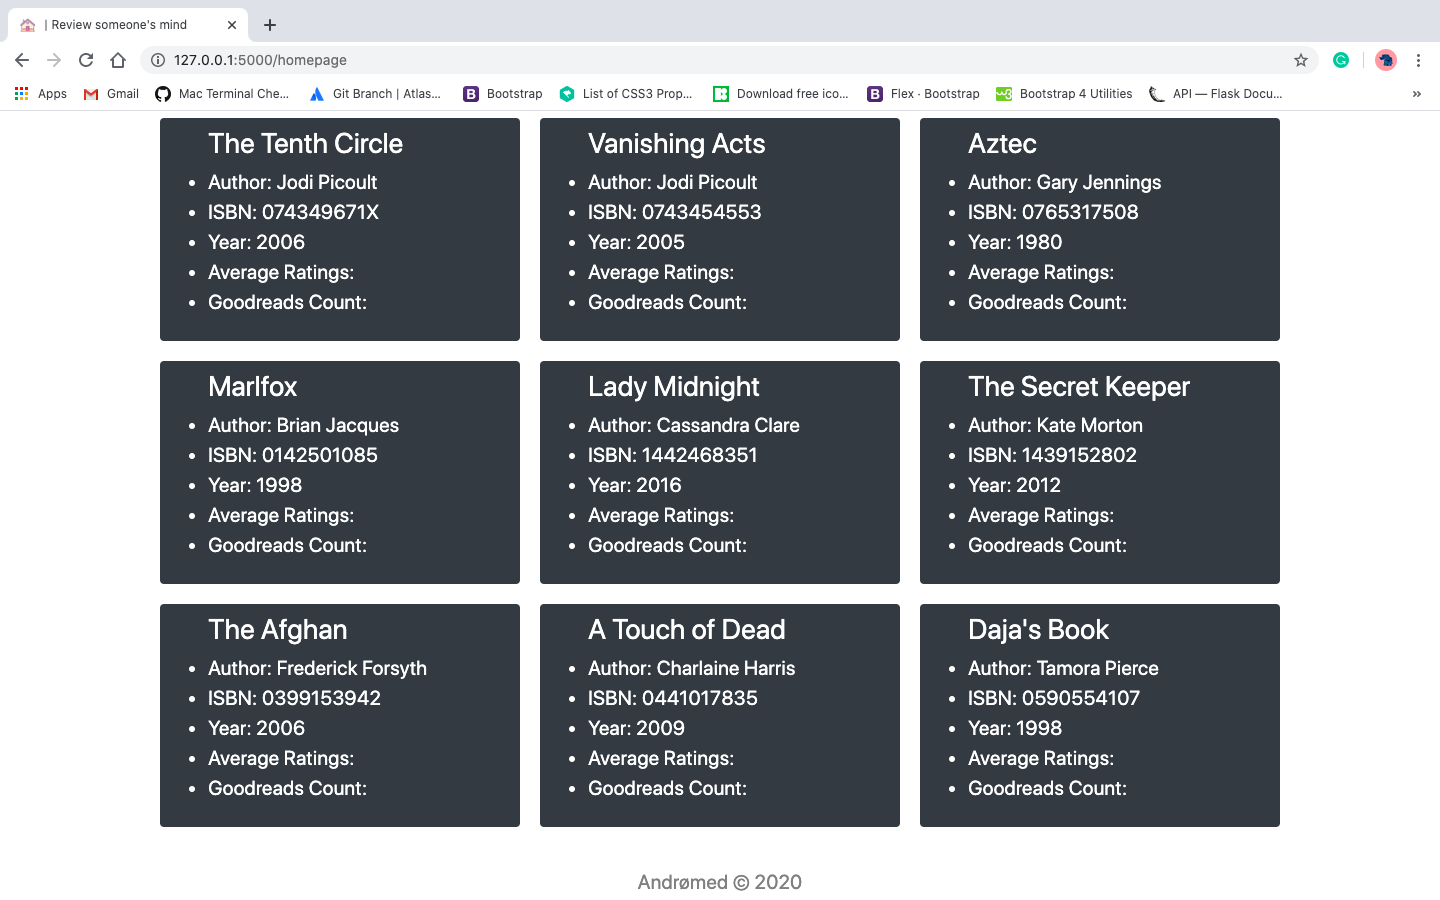 | Review someone's mind
127.0.0.1:5000/homepage
Apps
Gmail
Mac Terminal Che...
Git Branch | Atlas...
Bootstrap
List of CSS3 Prop...
Download free ico...
Flex · Bootstrap
Bootstrap 4 Utilities
API — Flask Docu...
»
The Tenth Circle
• Author: Jodi Picoult
• ISBN: 074349671X
• Year: 2006
• Average Ratings:
• Goodreads Count:
Vanishing Acts
• Author: Jodi Picoult
• ISBN: 0743454553
• Year: 2005
• Average Ratings:
• Goodreads Count:
Aztec
• Author: Gary Jennings
• ISBN: 0765317508
• Year: 1980
• Average Ratings:
• Goodreads Count:
Marlfox
• Author: Brian Jacques
• ISBN: 0142501085
• Year: 1998
• Average Ratings:
• Goodreads Count:
Lady Midnight
• Author: Cassandra Clare
• ISBN: 1442468351
• Year: 2016
• Average Ratings:
• Goodreads Count:
The Secret Keeper
• Author: Kate Morton
• ISBN: 1439152802
• Year: 2012
• Average Ratings:
• Goodreads Count:
The Afghan
• Author: Frederick Forsyth
• ISBN: 0399153942
• Year: 2006
• Average Ratings:
• Goodreads Count:
A Touch of Dead
• Author: Charlaine Harris
• ISBN: 0441017835
• Year: 2009
• Average Ratings:
• Goodreads Count:
Daja's Book
• Author: Tamora Pierce
• ISBN: 0590554107
• Year: 1998
• Average Ratings:
• Goodreads Count:
Andrømed © 2020